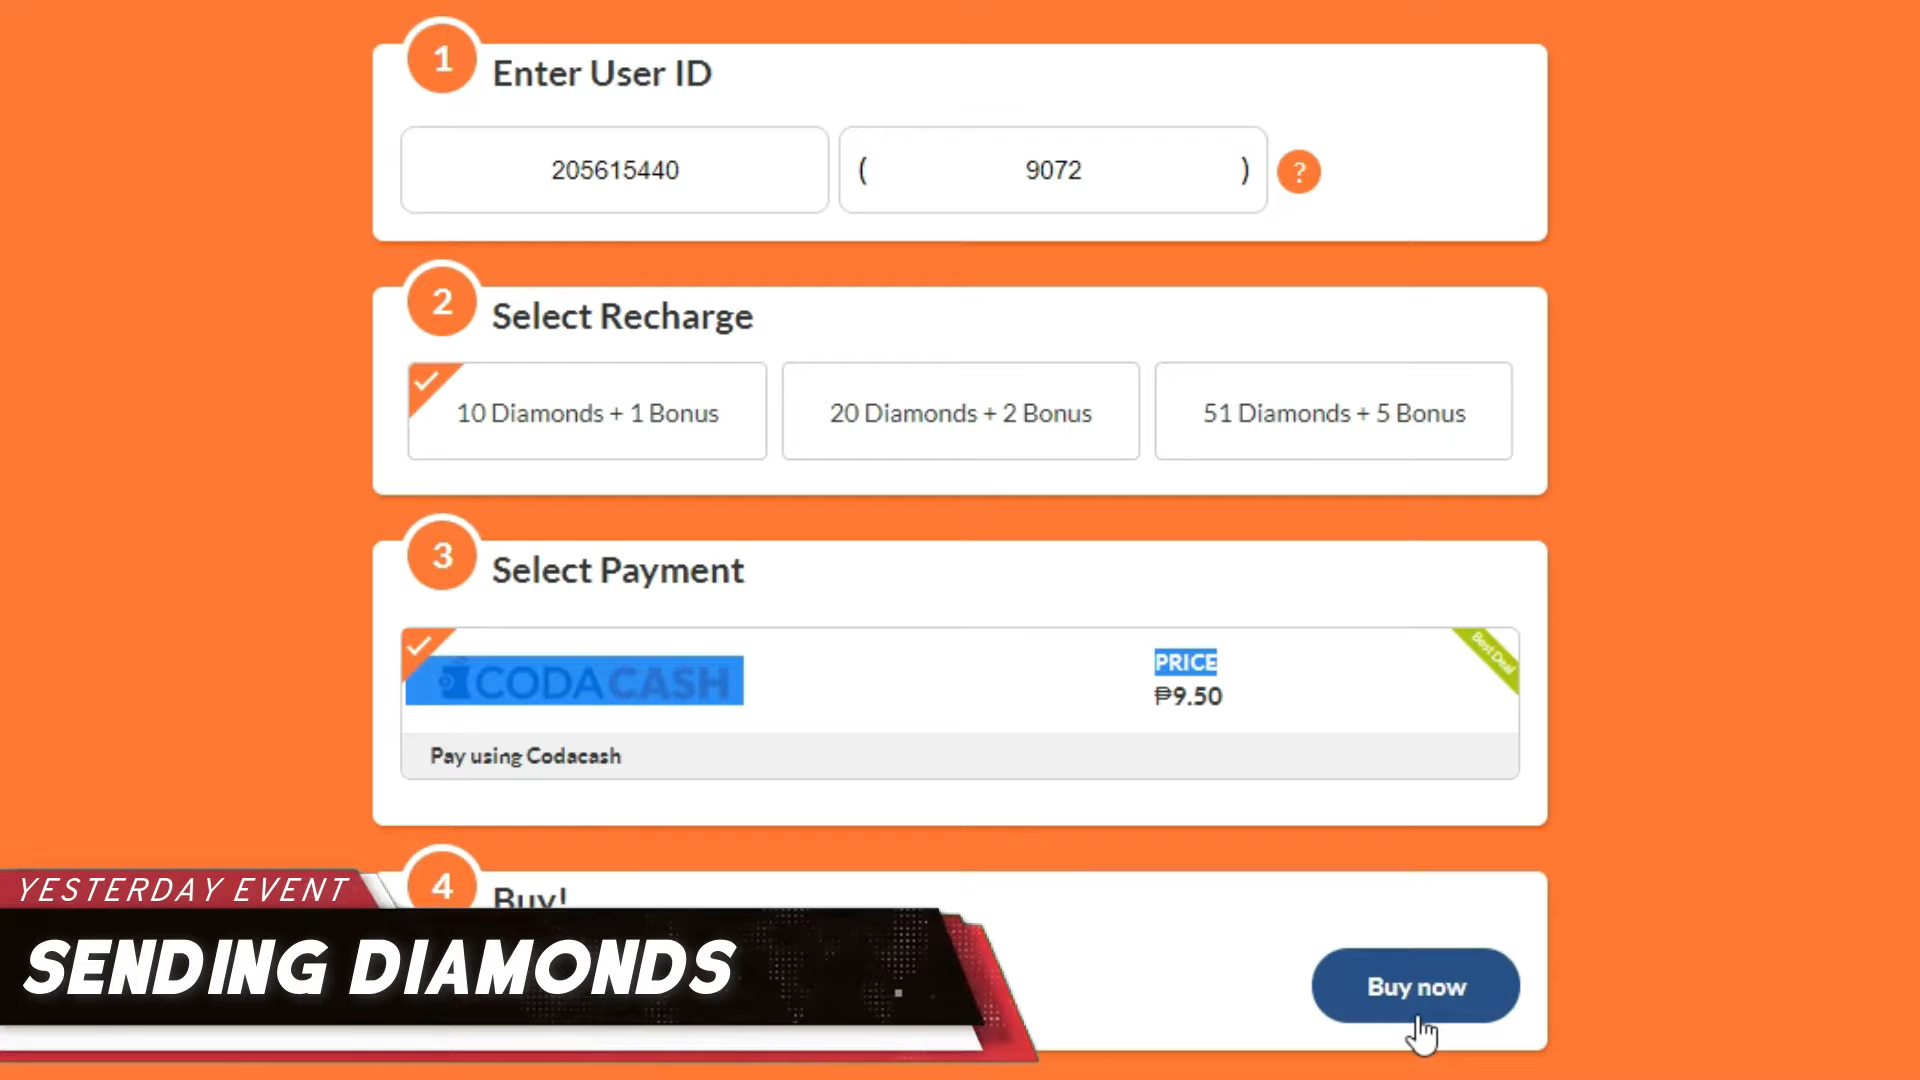 1
Enter User ID
205615440
( 9072 )
?
2
Select Recharge
10 Diamonds + 1 Bonus
20 Diamonds + 2 Bonus
51 Diamonds + 5 Bonus
3
Select Payment
CODACASH
PRICE
₱9.50
Best Deal
Pay using Codacash
4
Buy!
YESTERDAY EVENT
SENDING DIAMONDS
Buy now